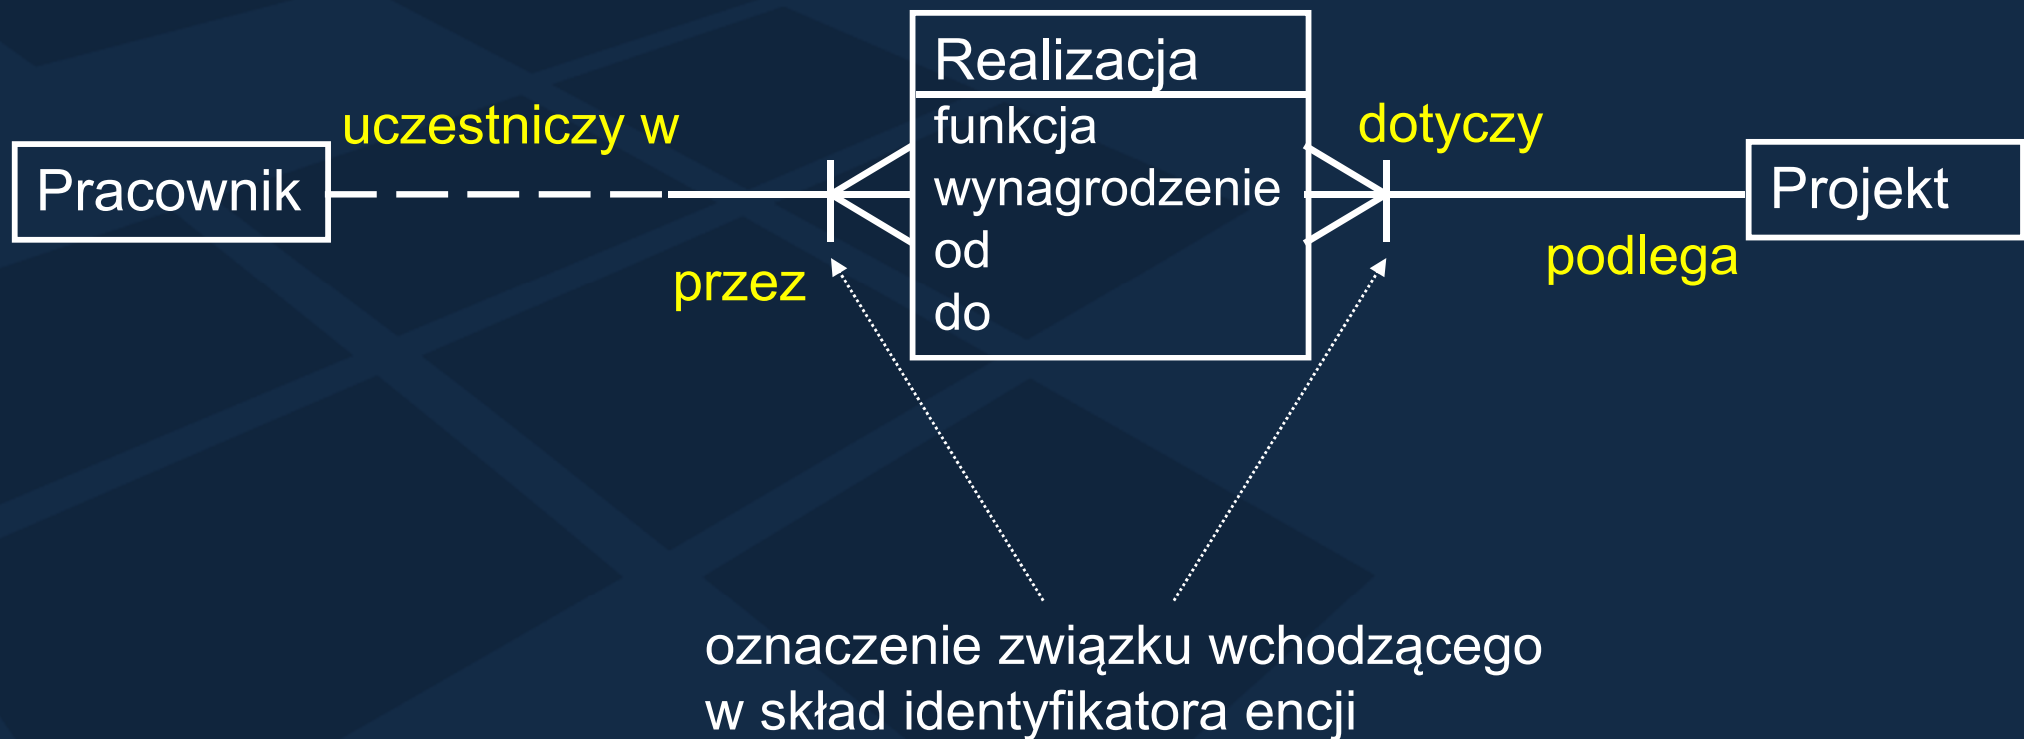 Pracownik
uczestniczy w
przez
Realizacja
funkcja
wynagrodzenie
od
do
dotyczy
podlega
Projekt
oznaczenie związku wchodzącego
w skład identyfikatora encji